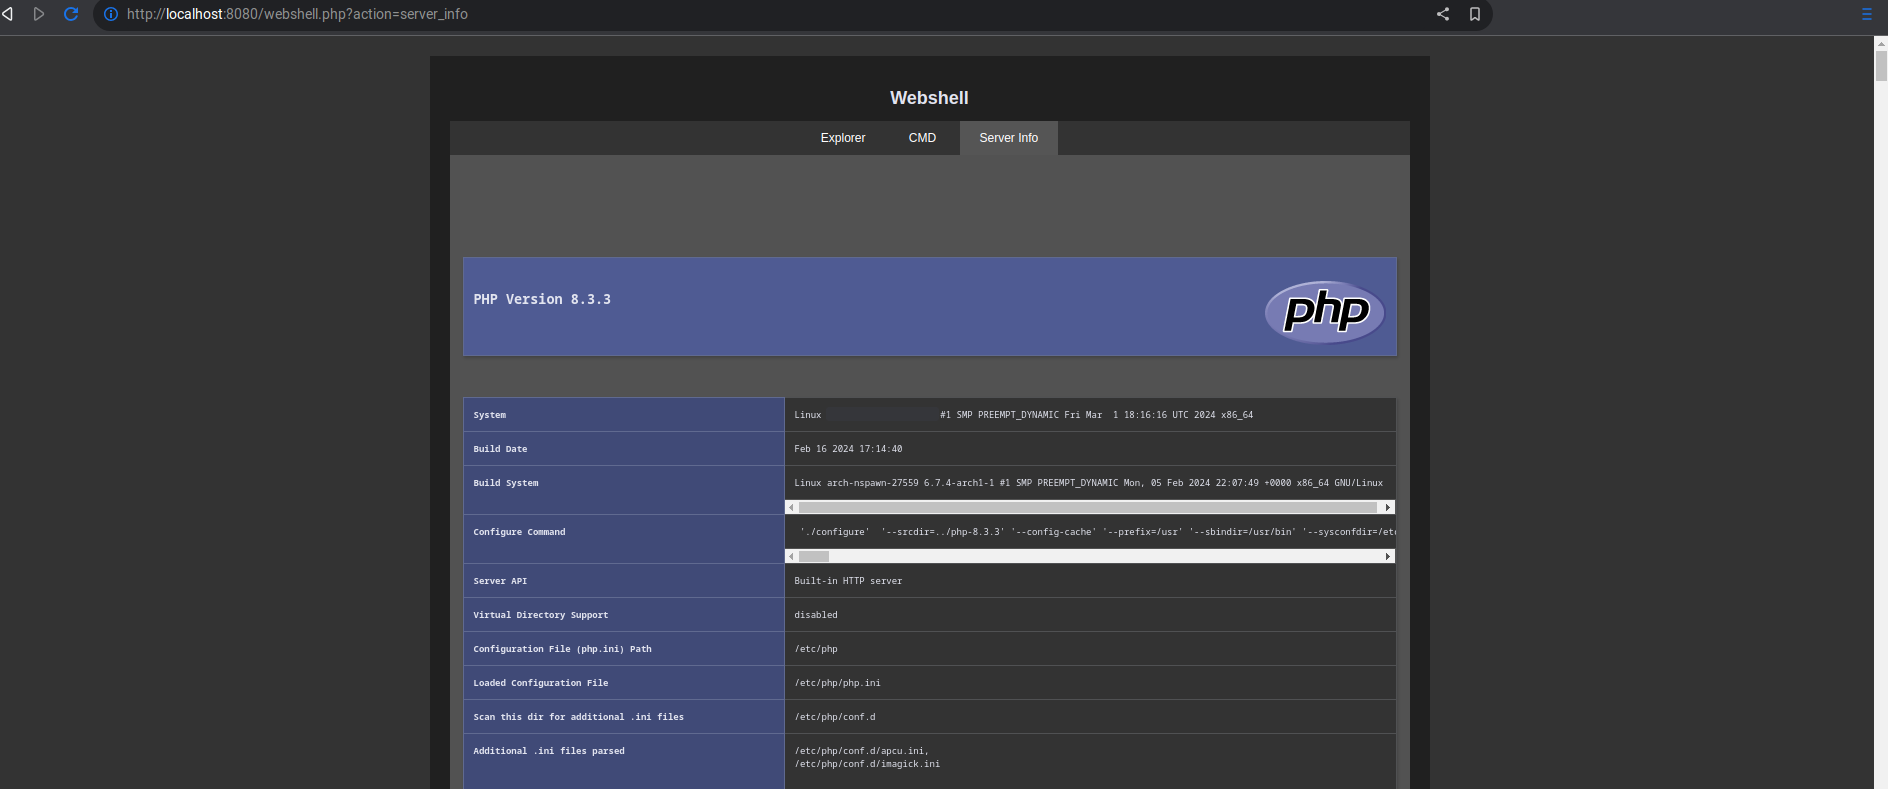 http://localhost:8080/webshell.php?action=server_info
Webshell
Explorer CMD Server Info
PHP Version 8.3.3
php
System Linux #1 SMP PREEMPT_DYNAMIC Fri Mar  1 18:16:16 UTC 2024 x86_64
Build Date Feb 16 2024 17:14:40
Build System Linux arch-nspawn-27559 6.7.4-arch1-1 #1 SMP PREEMPT_DYNAMIC Mon, 05 Feb 2024 22:07:49 +0000 x86_64 GNU/Linux
Configure Command './configure'  '--srcdir=../php-8.3.3' '--config-cache' '--prefix=/usr' '--sbindir=/usr/bin' '--sysconfdir=/etc
Server API Built-in HTTP server
Virtual Directory Support disabled
Configuration File (php.ini) Path /etc/php
Loaded Configuration File /etc/php/php.ini
Scan this dir for additional .ini files /etc/php/conf.d
Additional .ini files parsed /etc/php/conf.d/apcu.ini,
/etc/php/conf.d/imagick.ini